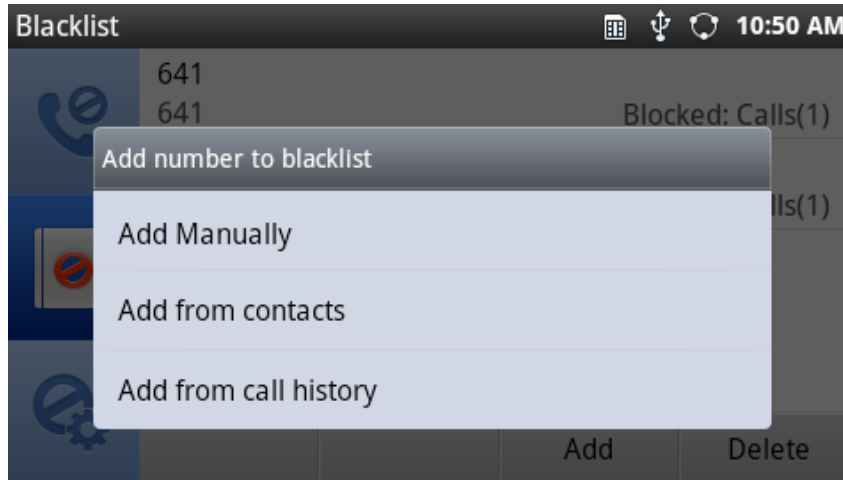 Blacklist 10:50 AM
641
641
Blocked: Calls(1)
Add number to blacklist
lls(1)
Add Manually
Add from contacts
Add from call history
Add Delete